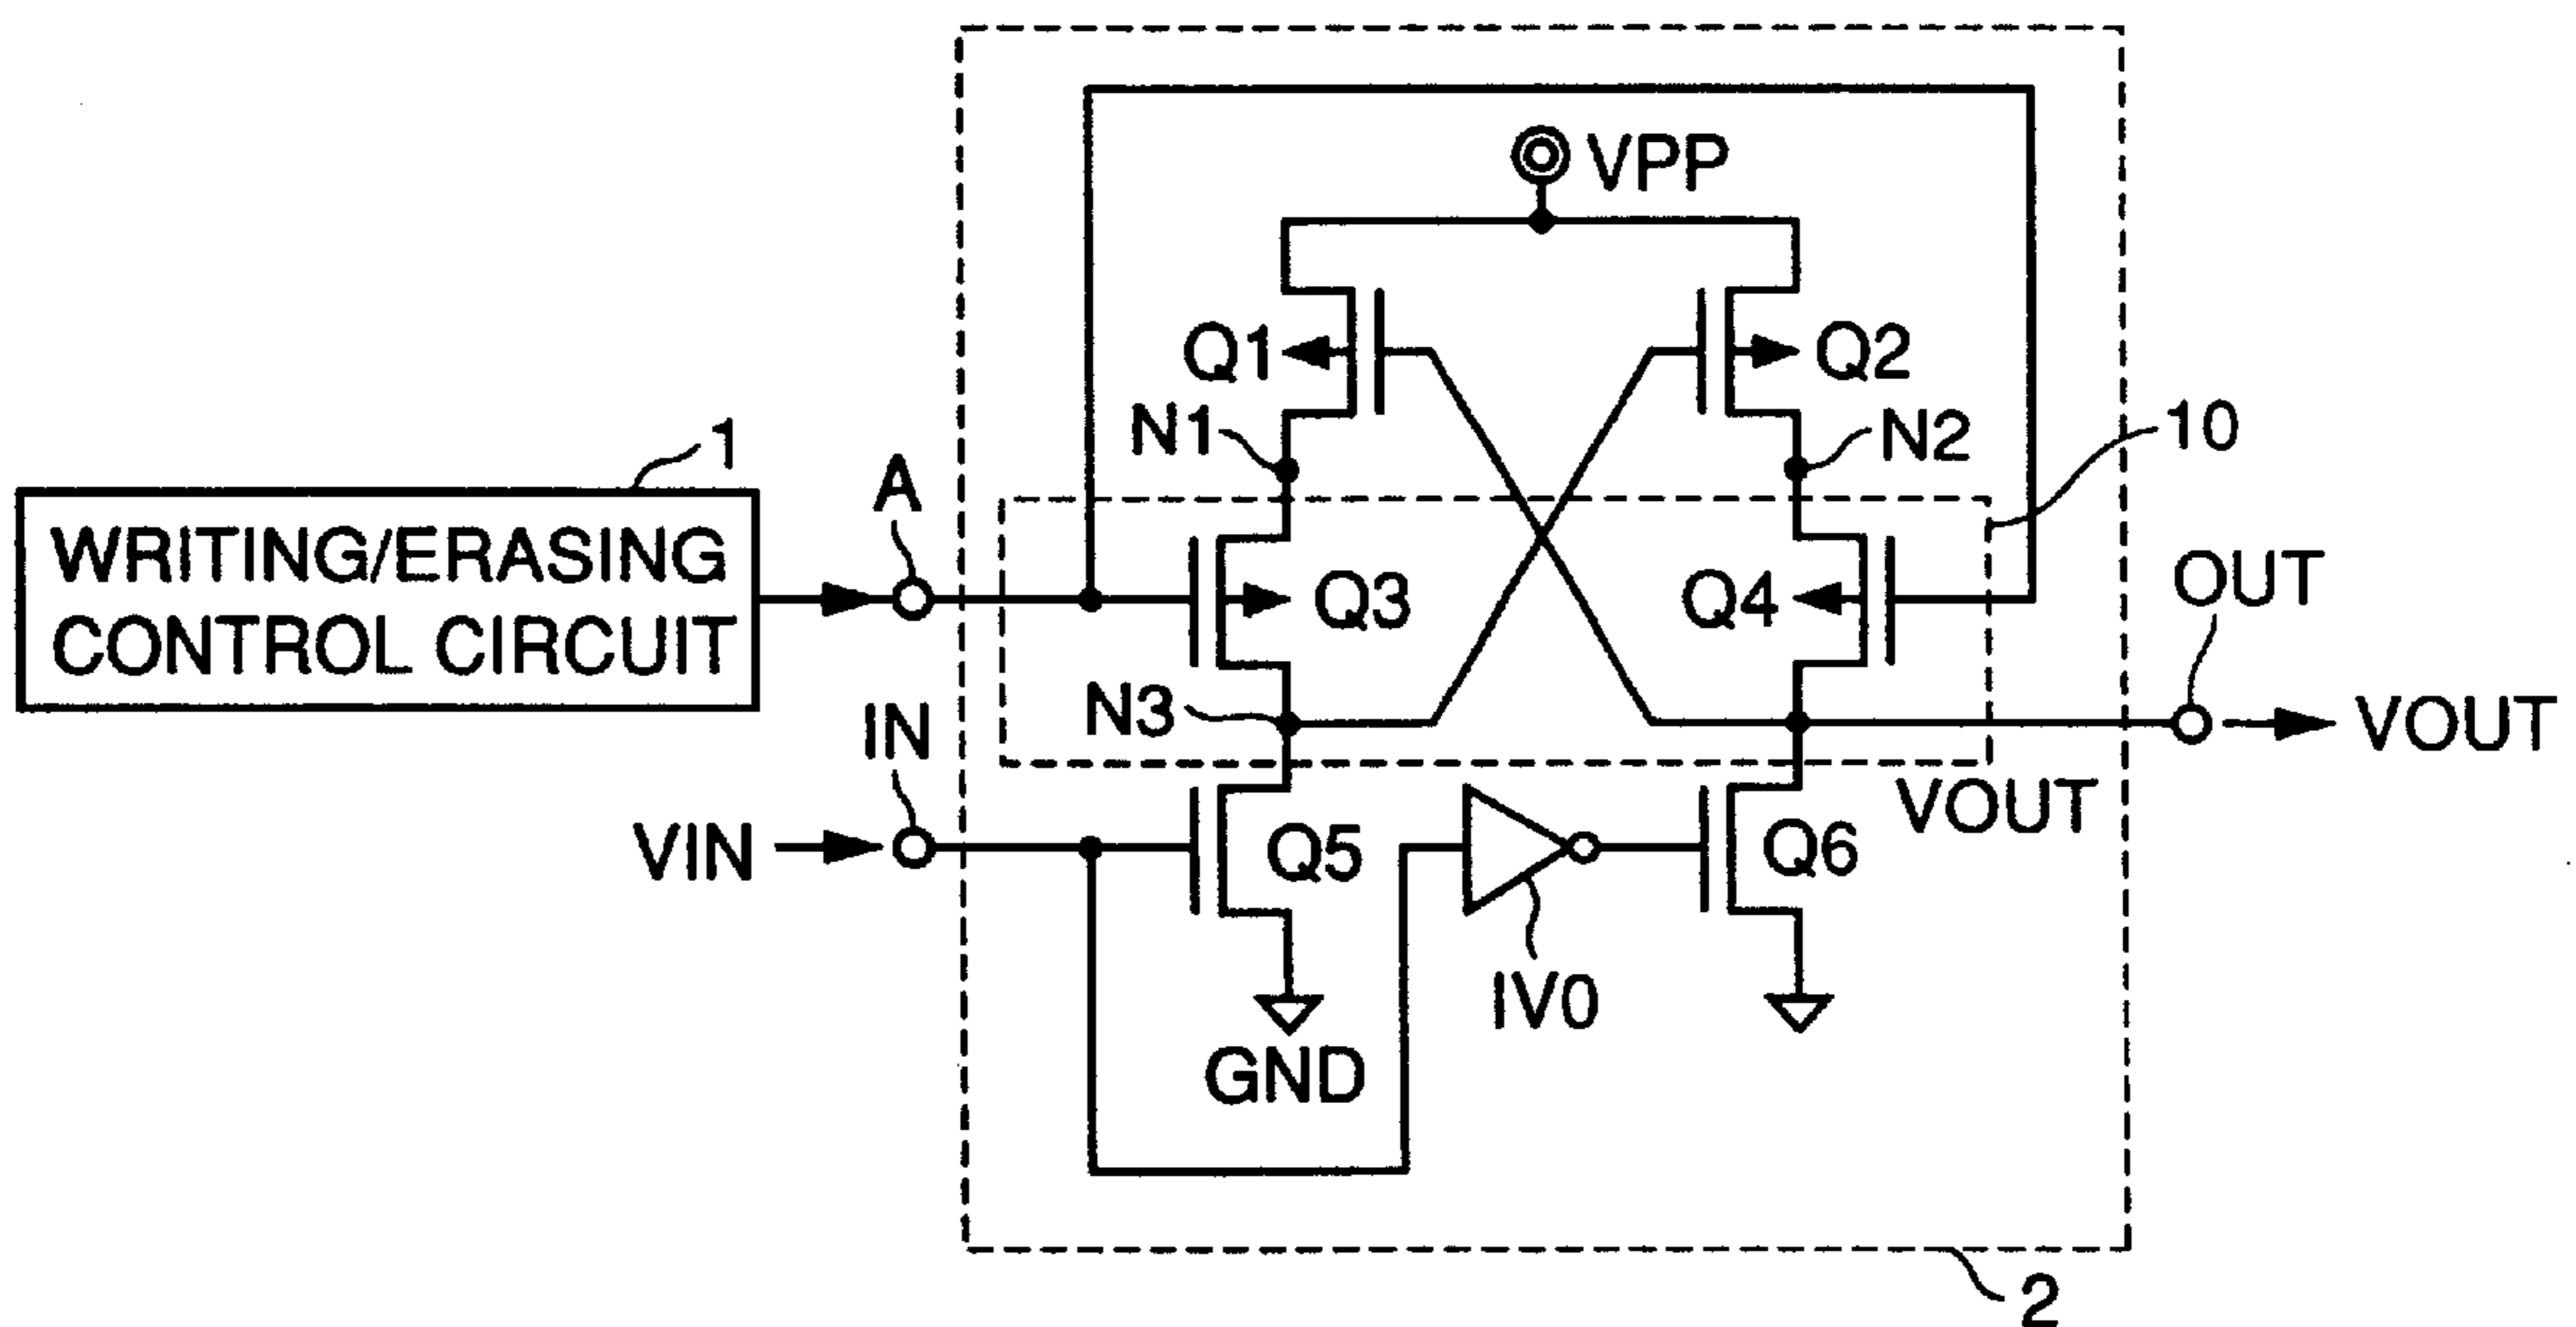 VPP
Q1
Q2
N1
N2
10
1
A
WRITING/ERASING
CONTROL CIRCUIT
Q3
Q4
OUT
N3
IN
VOUT
VOUT
VIN
Q5
Q6
IV0
GND
2